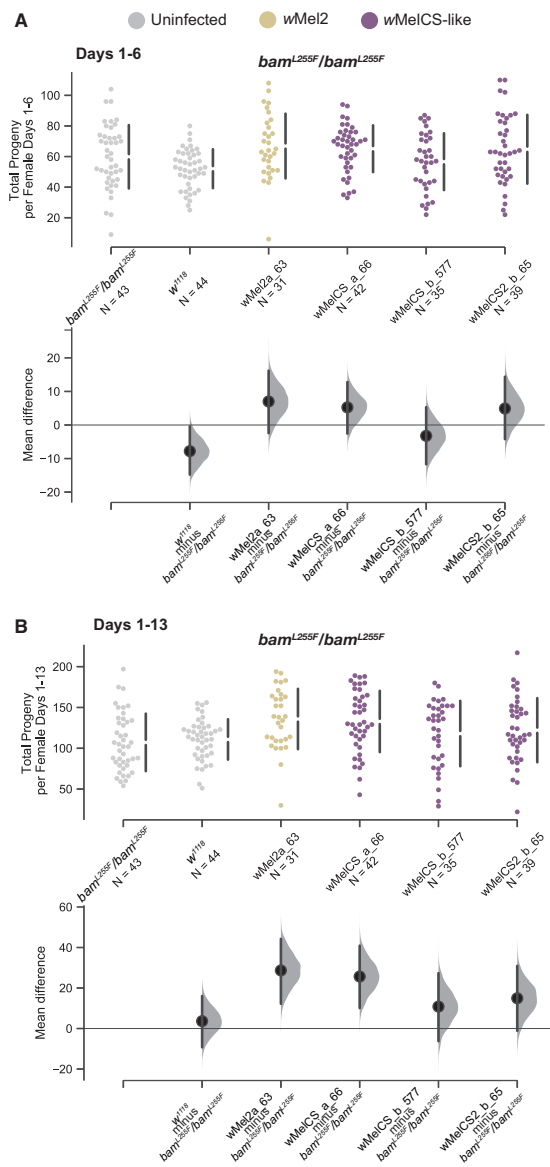 A
Uninfected
wMel2
wMelCS-like
Days 1-6
bamL255F/bamL255F
Total Progeny
per Female Days 1-6
100
80
60
40
20
bamL255F/bamL255F
N = 43
w1118
N = 44
wMel2a_63
N = 31
wMelCS_a_66
N = 42
wMelCS_b_577
N = 35
wMelCS2_b_65
N = 39
Mean difference
20
10
0
−10
−20
w1118
minus
bamL255F/bamL255F
wMel2a_63
minus
bamL255F/bamL255F
wMelCS_a_66
minus
bamL255F/bamL255F
wMelCS_b_577
minus
bamL255F/bamL255F
wMelCS2_b_65
minus
bamL255F/bamL255F
B
Days 1-13
bamL255F/bamL255F
Total Progeny
per Female Days 1-13
200
150
100
50
bamL255F/bamL255F
N = 43
w1118
N = 44
wMel2a_63
N = 31
wMelCS_a_66
N = 42
wMelCS_b_577
N = 35
wMelCS2_b_65
N = 39
Mean difference
60
40
20
0
−20
w1118
minus
bamL255F/bamL255F
wMel2a_63
minus
bamL255F/bamL255F
wMelCS_a_66
minus
bamL255F/bamL255F
wMelCS_b_577
minus
bamL255F/bamL255F
wMelCS2_b_65
minus
bamL255F/bamL255F